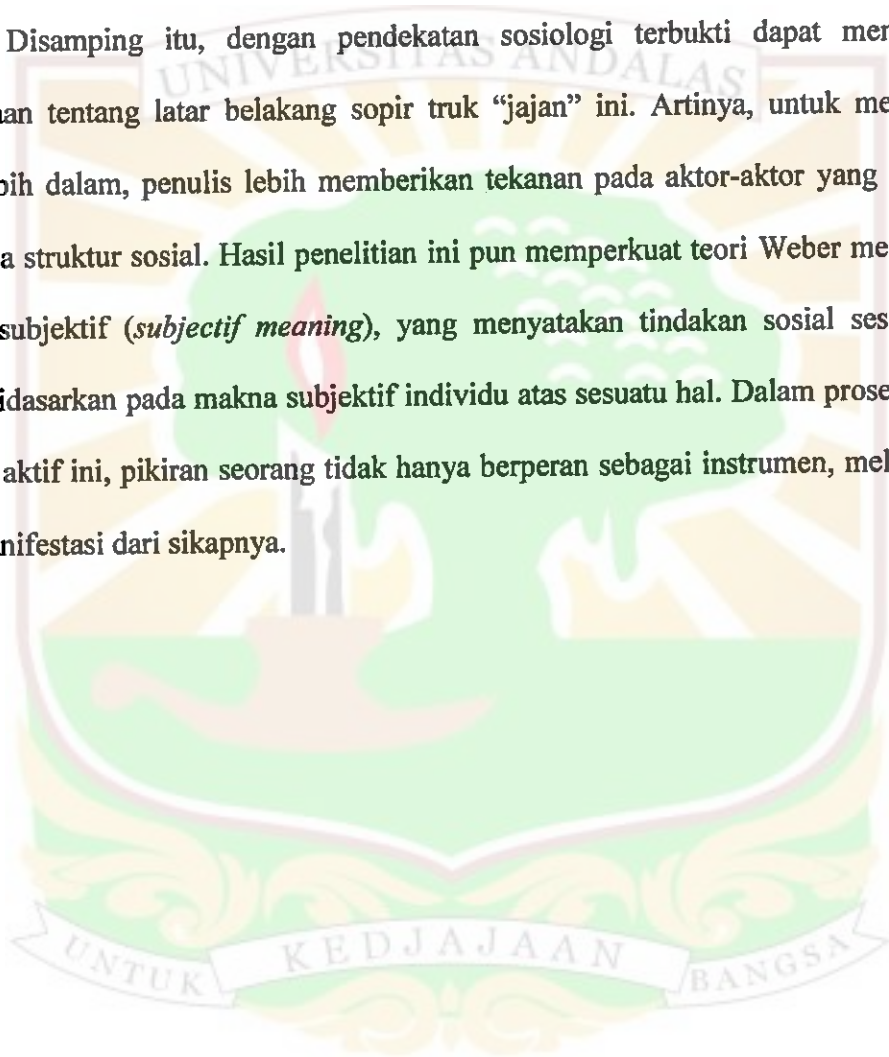 Disamping itu, dengan pendekatan sosiologi terbukti dapat mer
an tentang latar belakang sopir truk “jajan” ini. Artinya, untuk me
bih dalam, penulis lebih memberikan tekanan pada aktor-aktor yang
a struktur sosial. Hasil penelitian ini pun memperkuat teori Weber me
subjektif (subjectif meaning), yang menyatakan tindakan sosial ses
idasarkan pada makna subjektif individu atas sesuatu hal. Dalam prose
aktif ini, pikiran seorang tidak hanya berperan sebagai instrumen, mel
nifestasi dari sikapnya.
UNIVERSITAS ANDALAS
UNTUK KEDJAJAAN BANGSA